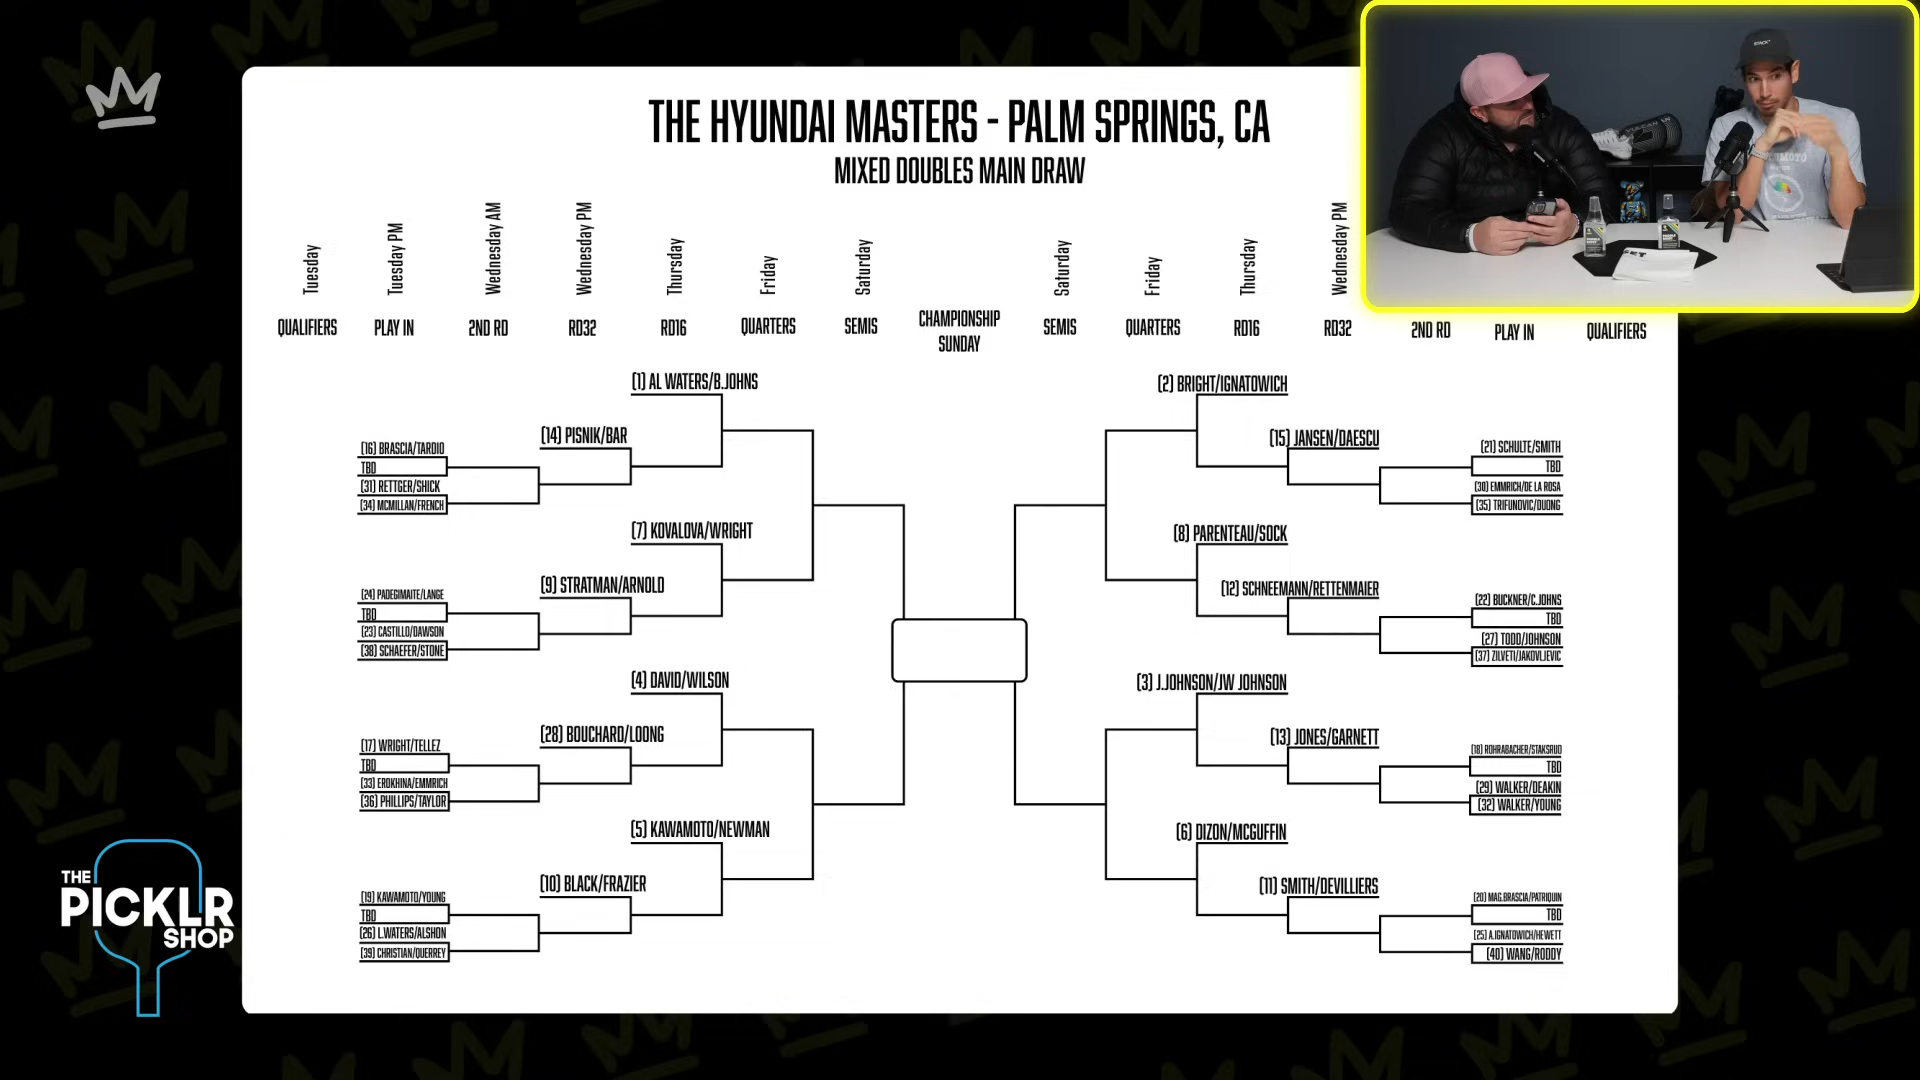 THE HYUNDAI MASTERS - PALM SPRINGS, CA
MIXED DOUBLES MAIN DRAW
Tuesday
Tuesday PM
Wednesday AM
Wednesday PM
Thursday
Friday
Saturday
Saturday
Friday
Thursday
Wednesday PM
QUALIFIERS
PLAY IN
2ND RD
RD32
RD16
QUARTERS
SEMIS
CHAMPIONSHIP
SUNDAY
SEMIS
QUARTERS
RD16
RD32
2ND RD
PLAY IN
QUALIFIERS
(1) AL WATERS/B.JOHNS
(14) PISNIK/BAR
(16) BRASCIA/TARDIO
TBD
(31) RETTGER/SHICK
(34) MCMILLAN/FRENCH
(7) KOVALOVA/WRIGHT
(9) STRATMAN/ARNOLD
(24) PADEGIMAITE/LANGE
TBD
(23) CASTILLO/DAWSON
(38) SCHAEFER/STONE
(4) DAVID/WILSON
(28) BOUCHARD/LOONG
(17) WRIGHT/TELLEZ
TBD
(33) EROKHINA/EMMRICH
(36) PHILLIPS/TAYLOR
(5) KAWAMOTO/NEWMAN
(10) BLACK/FRAZIER
(19) KAWAMOTO/YOUNG
TBD
(26) L.WATERS/ALSHON
(39) CHRISTIAN/QUERREY
(2) BRIGHT/IGNATOWICH
(15) JANSEN/DAESCU
(21) SCHULTE/SMITH
TBD
(30) EMMRICH/DE LA ROSA
(35) TRIFUNOVIC/DUONG
(8) PARENTEAU/SOCK
(12) SCHNEEMANN/RETTENMAIER
(22) BUCKNER/C.JOHNS
TBD
(27) TODD/JOHNSON
(37) ZILVETI/JAKOVLJEVIC
(3) J.JOHNSON/JW JOHNSON
(13) JONES/GARNETT
(18) ROHRABACHER/STAKSRUD
TBD
(29) WALKER/DEAKIN
(32) WALKER/YOUNG
(6) DIZON/MCGUFFIN
(11) SMITH/DEVILLIERS
(20) MAG.BRASCIA/PATRIQUIN
TBD
(25) A.IGNATOWICH/HEWETT
(40) WANG/RODDY
THE
PICKLR
SHOP